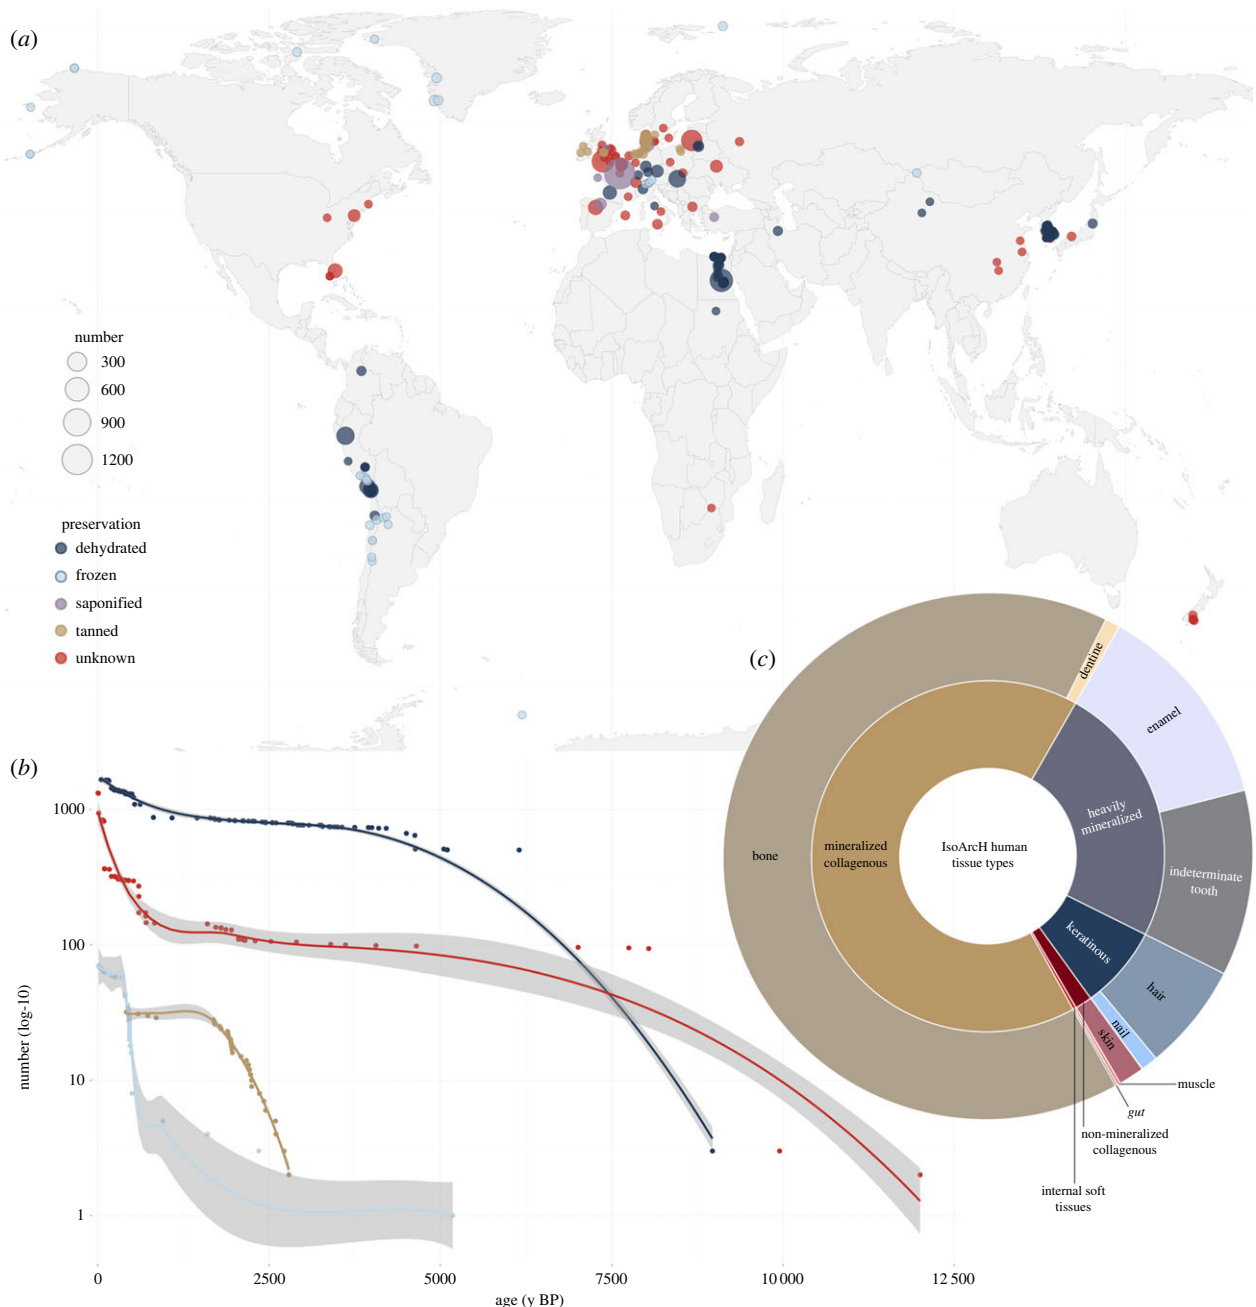 (a)
number
300
600
900
1200
preservation
dehydrated
frozen
saponified
tanned
unknown
(b)
number (log-10)
1000
100
10
1
0
2500
5000
7500
10 000
12 500
age (y BP)
(c)
IsoArcH human
tissue types
mineralized
collagenous
heavily
mineralized
keratinous
bone
dentine
enamel
indeterminate
tooth
hair
nail
skin
muscle
gut
non-mineralized
collagenous
internal soft
tissues